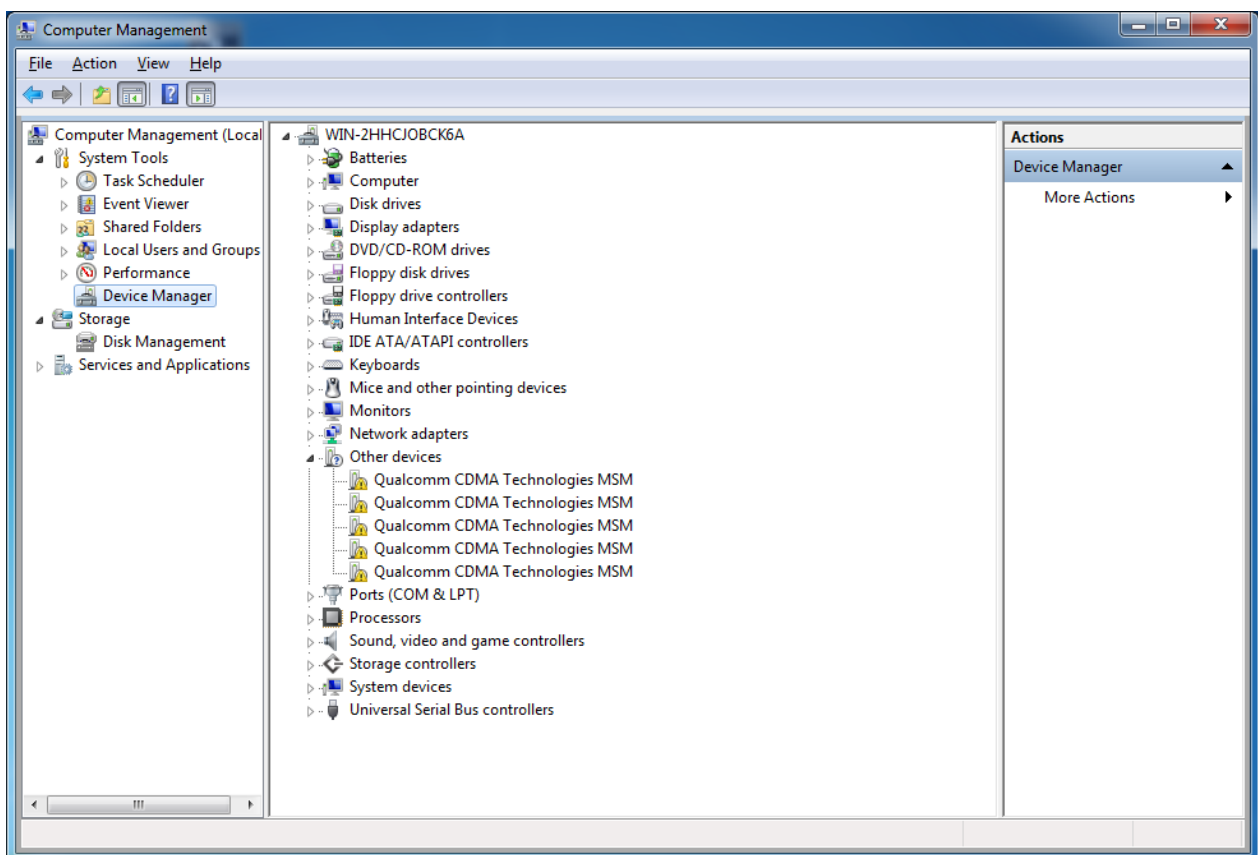 Computer Management
File Action View Help
Computer Management (Local
System Tools
Task Scheduler
Event Viewer
Shared Folders
Local Users and Groups
Performance
Device Manager
Storage
Disk Management
Services and Applications
WIN-2HHCJOBCK6A
Batteries
Computer
Disk drives
Display adapters
DVD/CD-ROM drives
Floppy disk drives
Floppy drive controllers
Human Interface Devices
IDE ATA/ATAPI controllers
Keyboards
Mice and other pointing devices
Monitors
Network adapters
Other devices
Qualcomm CDMA Technologies MSM
Qualcomm CDMA Technologies MSM
Qualcomm CDMA Technologies MSM
Qualcomm CDMA Technologies MSM
Qualcomm CDMA Technologies MSM
Ports (COM & LPT)
Processors
Sound, video and game controllers
Storage controllers
System devices
Universal Serial Bus controllers
Actions
Device Manager
More Actions